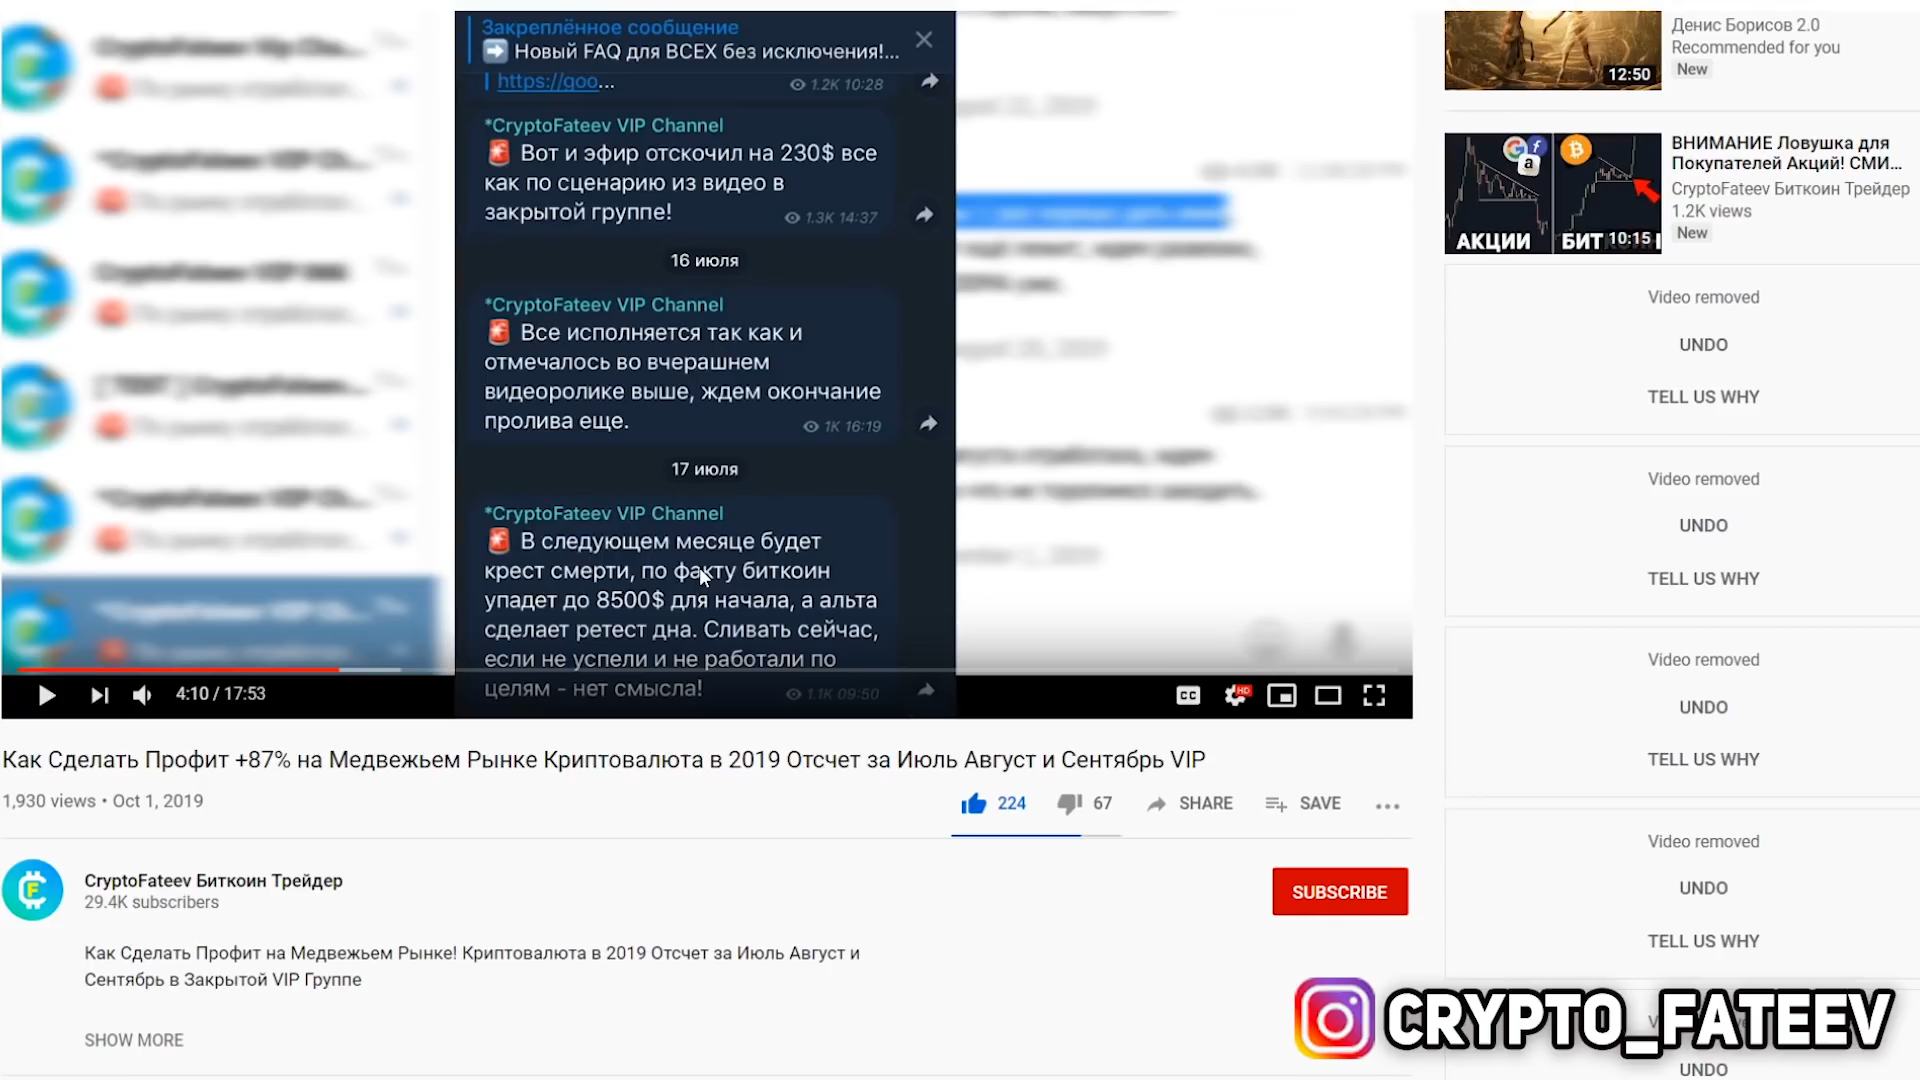 Закреплённое сообщение
Новый FAQ для ВСЕХ без исключения!...
https://goo...
1.2K 10:28
*CryptoFateev VIP Channel
Вот и эфир отскочил на 230$ все
как по сценарию из видео в
закрытой группе!
1.3K 14:37
16 июля
*CryptoFateev VIP Channel
Все исполняется так как и
отмечалось во вчерашнем
видеоролике выше, ждем окончание
пролива еще.
1K 16:19
17 июля
*CryptoFateev VIP Channel
В следующем месяце будет
крест смерти, по факту биткоин
упадет до 8500$ для начала, а альта
сделает ретест дна. Сливать сейчас,
если не успели и не работали по
целям - нет смысла!
1.1K 09:50
4:10 / 17:53
CC
HD
Как Сделать Профит +87% на Медвежьем Рынке Криптовалюта в 2019 Отсчет за Июль Август и Сентябрь VIP
1,930 views • Oct 1, 2019
224
67
SHARE
SAVE
CryptoFateev Биткоин Трейдер
29.4K subscribers
SUBSCRIBE
Как Сделать Профит на Медвежьем Рынке! Криптовалюта в 2019 Отсчет за Июль Август и
Сентябрь в Закрытой VIP Группе
SHOW MORE
Денис Борисов 2.0
Recommended for you
New
12:50
ВНИМАНИЕ Ловушка для
Покупателей Акций! СМИ...
CryptoFateev Биткоин Трейдер
1.2K views
New
АКЦИИ
10:15
Video removed
UNDO
TELL US WHY
Video removed
UNDO
TELL US WHY
Video removed
UNDO
TELL US WHY
Video removed
UNDO
TELL US WHY
UNDO
CRYPTO_FATEEV